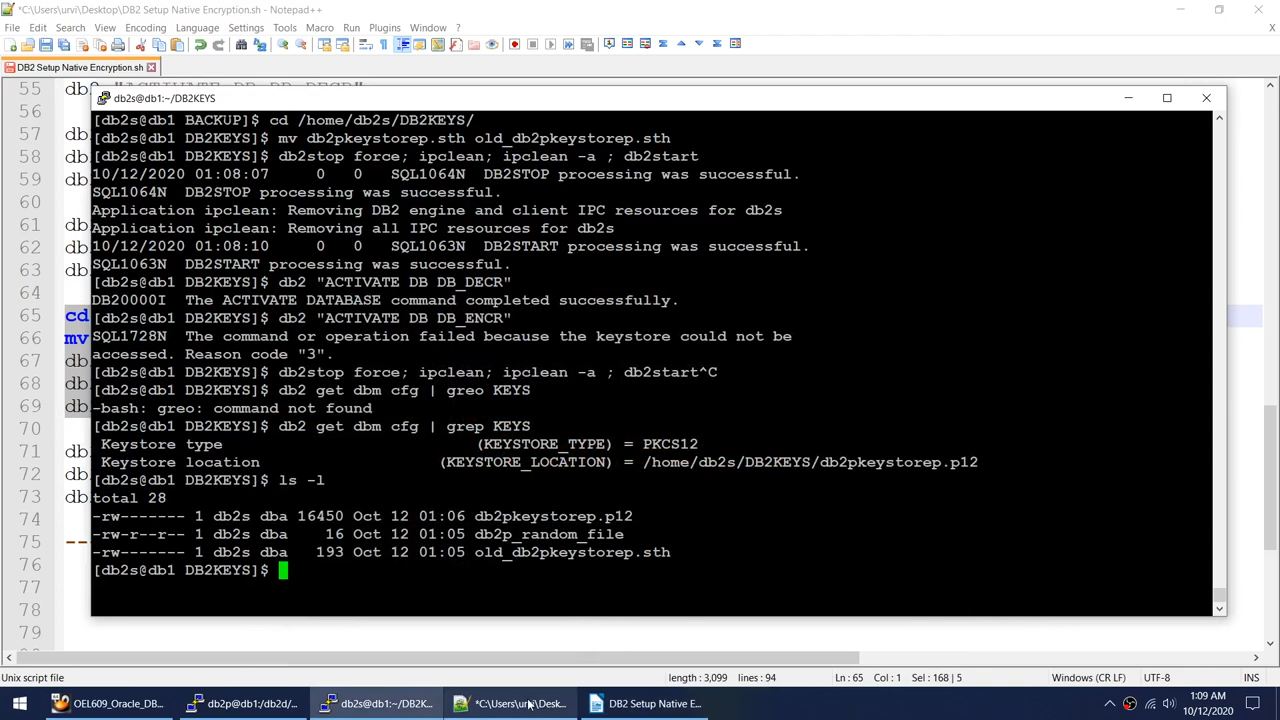 *C:\Users\urvi\Desktop\DB2 Setup Native Encryption.sh - Notepad++
File Edit Search View Encoding Language Settings Tools Macro Run Plugins Window ?
X
DB2 Setup Native Encryption.sh
55
db2s@db1:~/DB2KEYS
56
[db2s@db1 BACKUP]$ cd /home/db2s/DB2KEYS/
57 db
[db2s@db1 DB2KEYS]$ mv db2pkeystorep.sth old_db2pkeystorep.sth
58 db
[db2s@db1 DB2KEYS]$ db2stop force; ipclean; ipclean -a ; db2start
59 db
10/12/2020 01:08:07     0   0   SQL1064N  DB2STOP processing was successful.
SQL1064N  DB2STOP processing was successful.
60
Application ipclean: Removing DB2 engine and client IPC resources for db2s
61 db
Application ipclean: Removing all IPC resources for db2s
62 db
10/12/2020 01:08:10     0   0   SQL1063N  DB2START processing was successful.
63 db
SQL1063N  DB2START processing was successful.
[db2s@db1 DB2KEYS]$ db2 "ACTIVATE DB DB_DECR"
64
DB20000I  The ACTIVATE DATABASE command completed successfully.
65 cd
[db2s@db1 DB2KEYS]$ db2 "ACTIVATE DB DB_ENCR"
66 mv
SQL1728N  The command or operation failed because the keystore could not be
accessed. Reason code "3".
67 db
[db2s@db1 DB2KEYS]$ db2stop force; ipclean; ipclean -a ; db2start^C
68 db
[db2s@db1 DB2KEYS]$ db2 get dbm cfg | greo KEYS
69 db
-bash: greo: command not found
70
[db2s@db1 DB2KEYS]$ db2 get dbm cfg | grep KEYS
71 db
Keystore type                           (KEYSTORE_TYPE) = PKCS12
72 db
Keystore location                   (KEYSTORE_LOCATION) = /home/db2s/DB2KEYS/db2pkeystorep.p12
[db2s@db1 DB2KEYS]$ ls -l
73 db
total 28
74
-rw------- 1 db2s dba 16450 Oct 12 01:06 db2pkeystorep.p12
75 --
-rw-r--r-- 1 db2s dba    16 Oct 12 01:05 db2p_random_file
76
-rw------- 1 db2s dba   193 Oct 12 01:05 old_db2pkeystorep.sth
77
[db2s@db1 DB2KEYS]$
78
79
Unix script file length : 3,099 lines : 94 Ln : 65 Col : 1 Sel : 168 | 5 Windows (CR LF) UTF-8 INS
OEL609_Oracle_DB... db2p@db1:/db2d/... db2s@db1:~/DB2K... *C:\Users\urvi\Desk... DB2 Setup Native E... 1:09 AM
10/12/2020